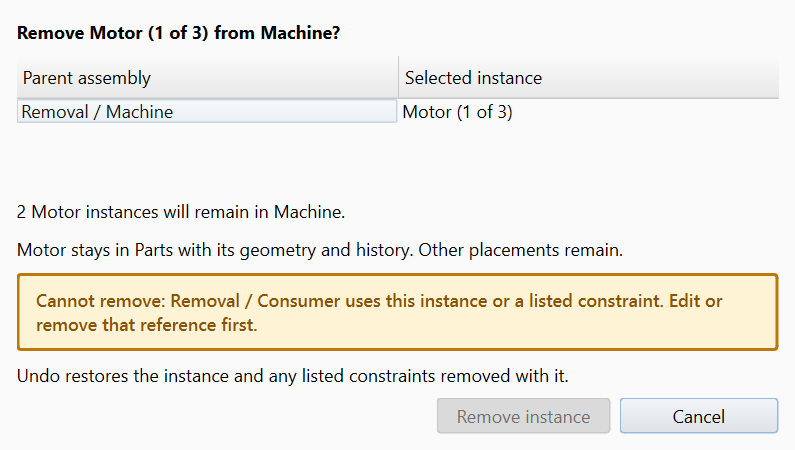 Remove Motor (1 of 3) from Machine?
Parent assembly Selected instance
Removal / Machine Motor (1 of 3)
2 Motor instances will remain in Machine.
Motor stays in Parts with its geometry and history. Other placements remain.
Cannot remove: Removal / Consumer uses this instance or a listed constraint. Edit or
remove that reference first.
Undo restores the instance and any listed constraints removed with it.
Remove instance Cancel